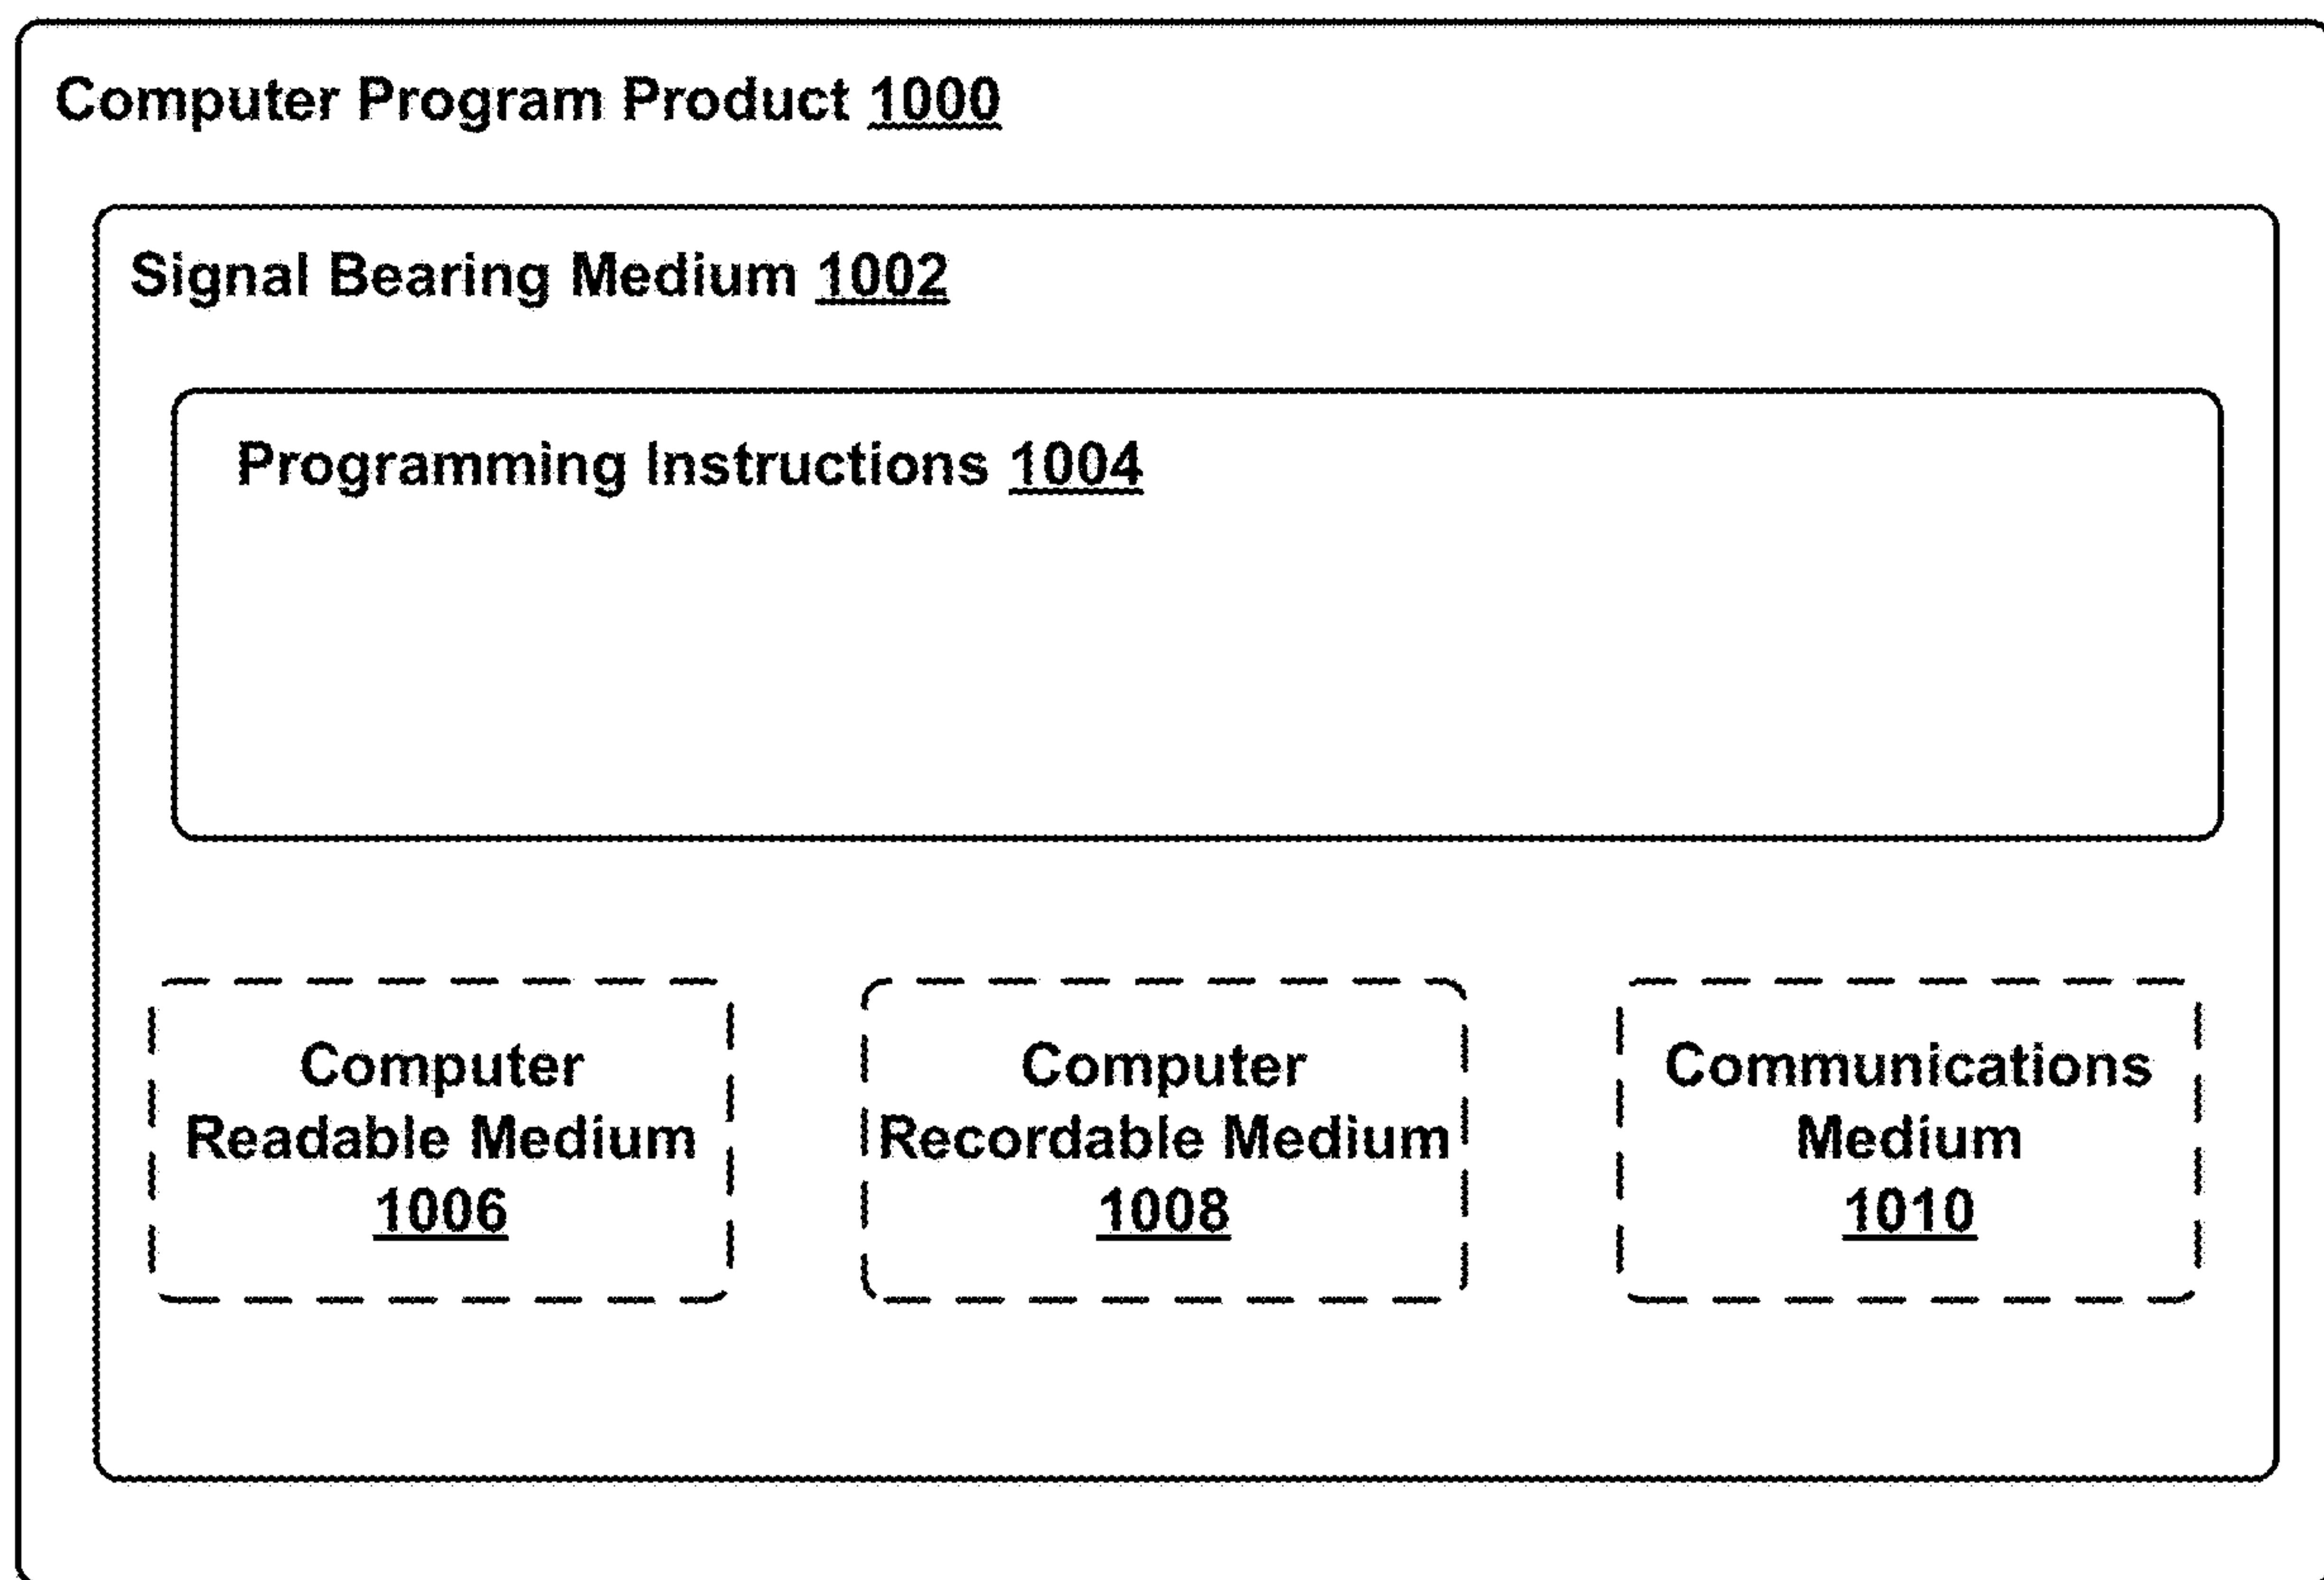 Computer Program Product 1000
Signal Bearing Medium 1002
Programming Instructions 1004
Computer
Readable Medium
1006
Computer
Recordable Medium
1008
Communications
Medium
1010